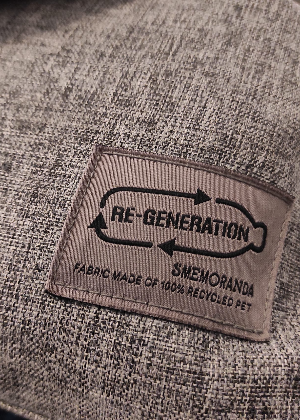 RE-GENERATION
SMEMORANDA
FABRIC MADE OF 100% RECYCLED PET